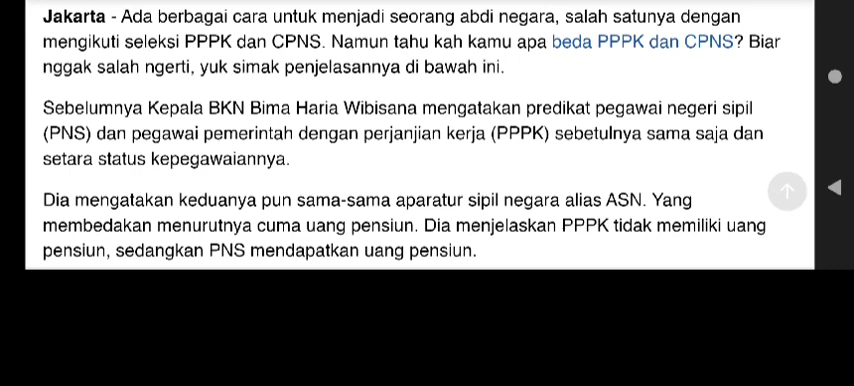 Jakarta - Ada berbagai cara untuk menjadi seorang abdi negara, salah satunya dengan
mengikuti seleksi PPPK dan CPNS. Namun tahu kah kamu apa beda PPPK dan CPNS? Biar
nggak salah ngerti, yuk simak penjelasannya di bawah ini.
Sebelumnya Kepala BKN Bima Haria Wibisana mengatakan predikat pegawai negeri sipil
(PNS) dan pegawai pemerintah dengan perjanjian kerja (PPPK) sebetulnya sama saja dan
setara status kepegawaiannya.
Dia mengatakan keduanya pun sama-sama aparatur sipil negara alias ASN. Yang
membedakan menurutnya cuma uang pensiun. Dia menjelaskan PPPK tidak memiliki uang
pensiun, sedangkan PNS mendapatkan uang pensiun.